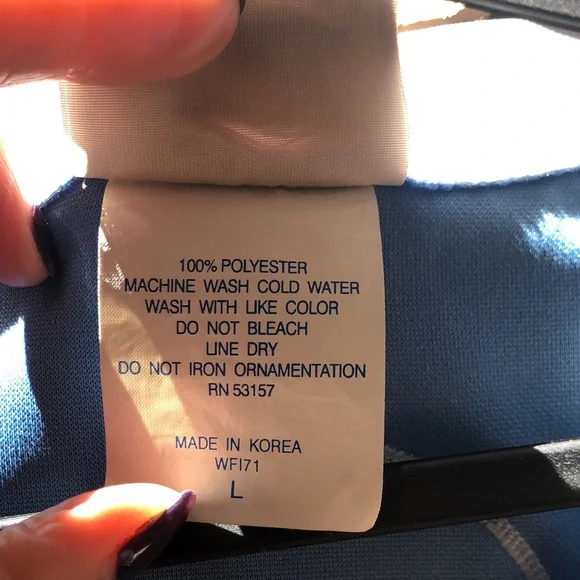 100% POLYESTER
MACHINE WASH COLD WATER
WASH WITH LIKE COLOR
DO NOT BLEACH
LINE DRY
DO NOT IRON ORNAMENTATION
RN 53157
MADE IN KOREA
WFI71
L